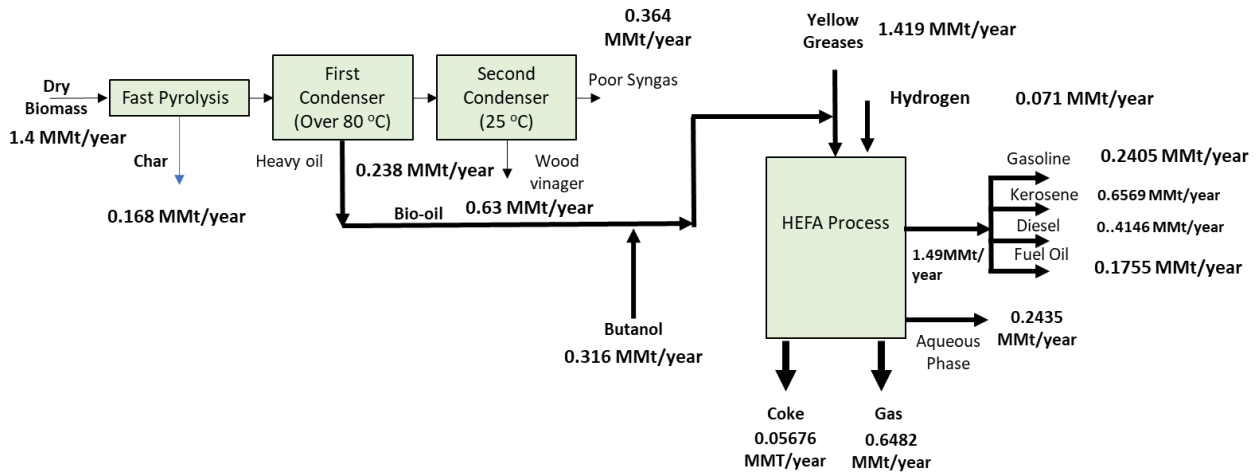 Dry
Biomass
1.4 MMt/year
Fast Pyrolysis
Char
0.168 MMt/year
First
Condenser
(Over 80 °C)
Heavy oil
0.238 MMt/year
Second
Condenser
(25 °C)
0.364
MMt/year
Poor Syngas
Wood
vinager
0.63 MMt/year
Bio-oil
Butanol
0.316 MMt/year
Yellow
Greases
1.419 MMt/year
Hydrogen
0.071 MMt/year
HEFA Process
1.49MMt/
year
Gasoline
0.2405 MMt/year
Kerosene
0.6569 MMt/year
Diesel
0..4146 MMt/year
Fuel Oil
0.1755 MMt/year
Aqueous
Phase
0.2435
MMt/year
Coke
0.05676
MMT/year
Gas
0.6482
MMt/year